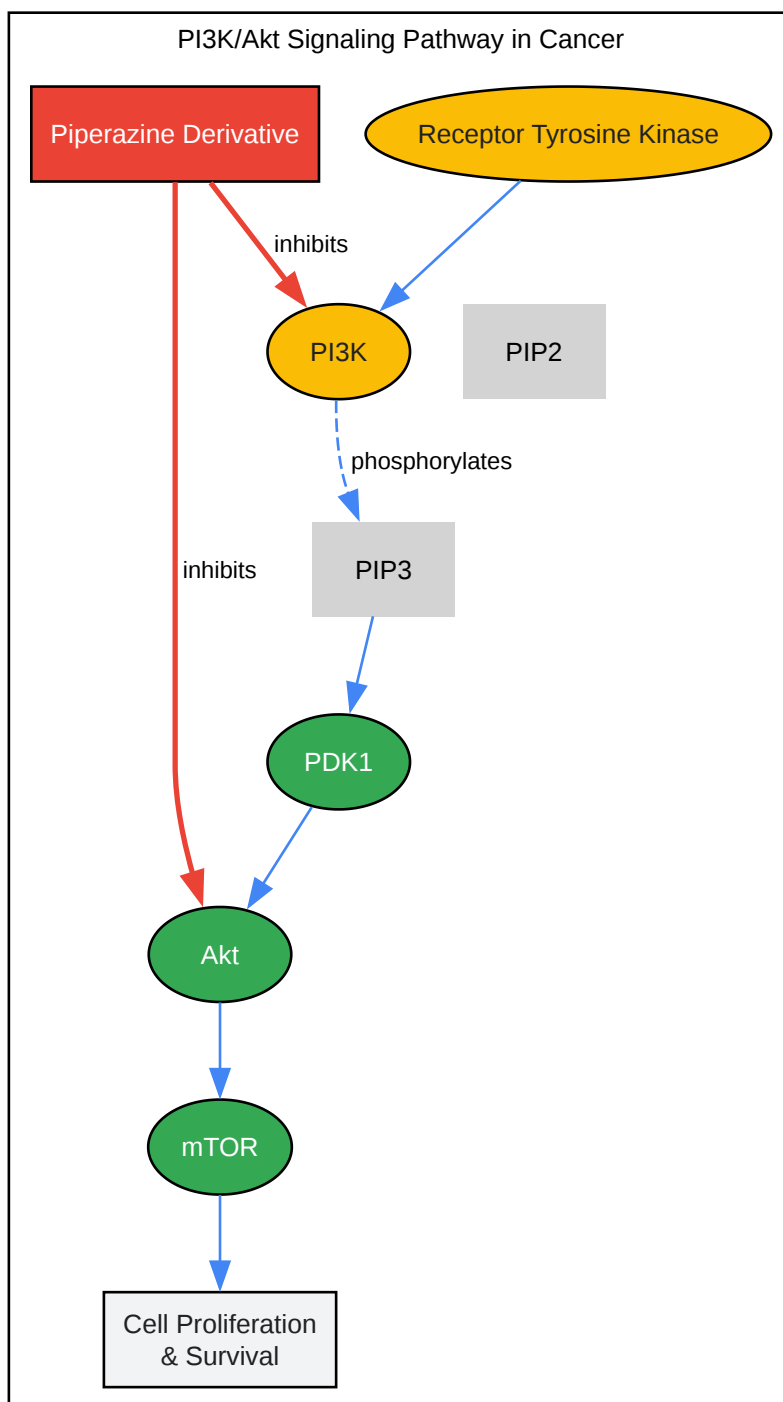 PI3K/Akt Signaling Pathway in Cancer
Piperazine Derivative
Receptor Tyrosine Kinase
inhibits
PI3K
PIP2
phosphorylates
PIP3
inhibits
PDK1
Akt
mTOR
Cell Proliferation
& Survival